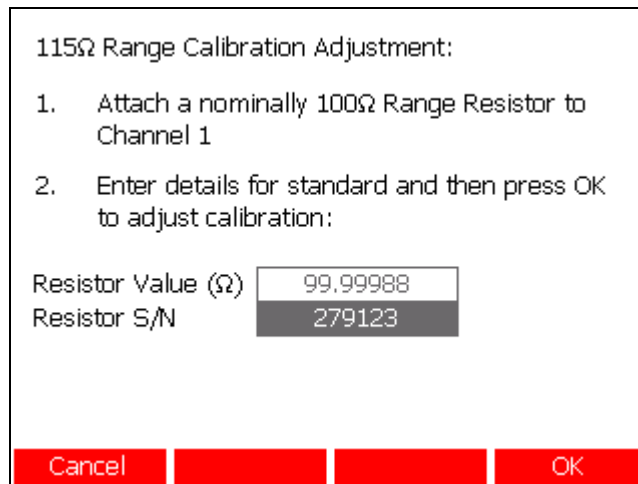 115Ω Range Calibration Adjustment:
1. Attach a nominally 100Ω Range Resistor to
Channel 1
2. Enter details for standard and then press OK
to adjust calibration:
Resistor Value (Ω) 99.99988
Resistor S/N 279123
Cancel OK